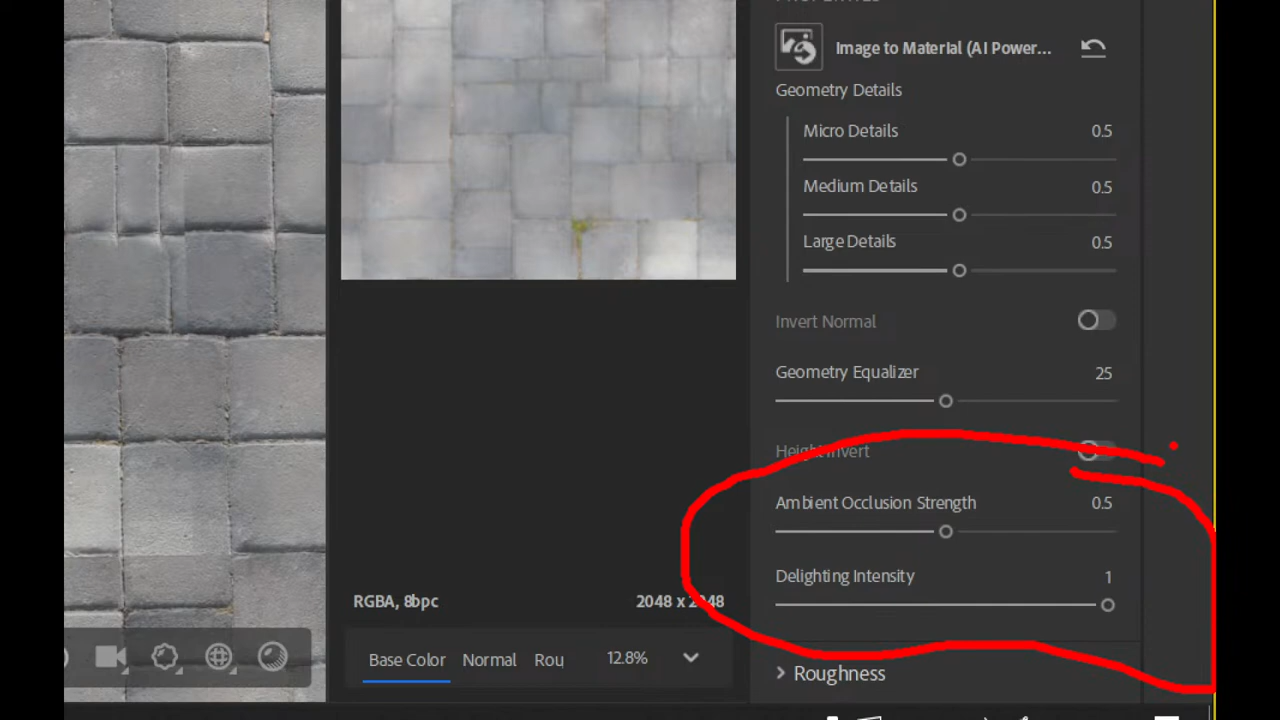 PROPERTIES
Image to Material (AI Power...
Geometry Details
Micro Details 0.5
Medium Details 0.5
Large Details 0.5
Invert Normal
Geometry Equalizer 25
Height Invert
Ambient Occlusion Strength 0.5
Delighting Intensity 1
RGBA, 8bpc 2048 x 2048
Base Color Normal Rou 12.8%
Roughness